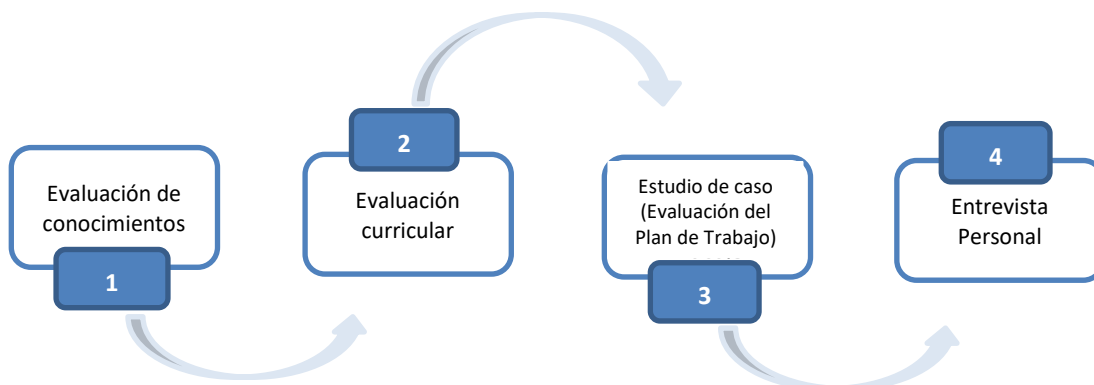 Evaluación de
conocimientos
1
2
Evaluación
curricular
Estudio de caso
(Evaluación del
Plan de Trabajo)
3
4
Entrevista
Personal